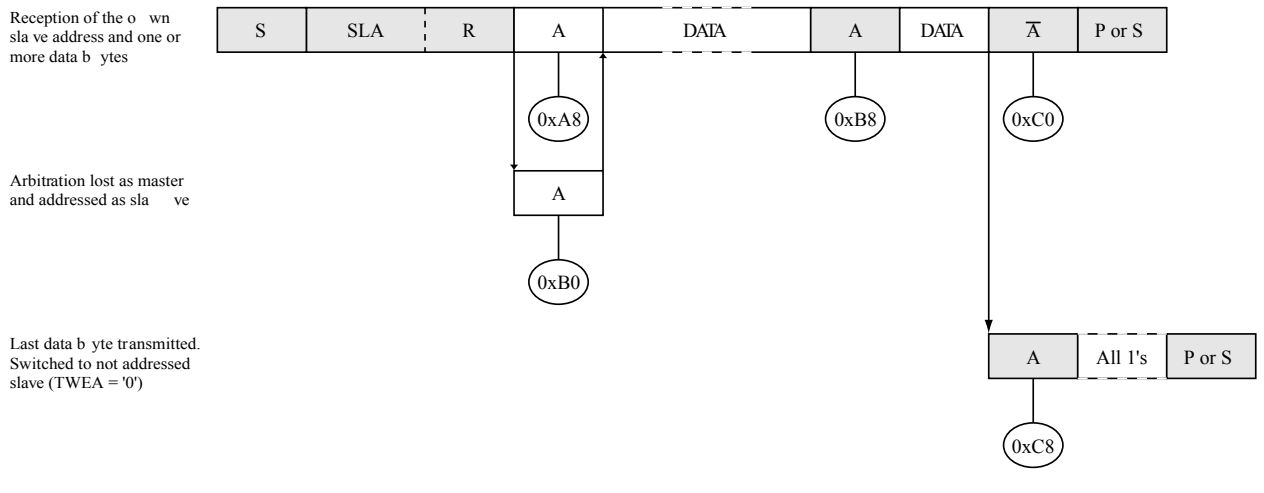 Reception of the o wn
sla ve address and one or
more data b ytes
S SLA R A DATA A DATA A̅ P or S
0xA8 0xB8 0xC0
Arbitration lost as master
and addressed as sla ve
A
0xB0
Last data b yte transmitted.
Switched to not addressed
slave (TWEA = '0')
A All 1's P or S
0xC8